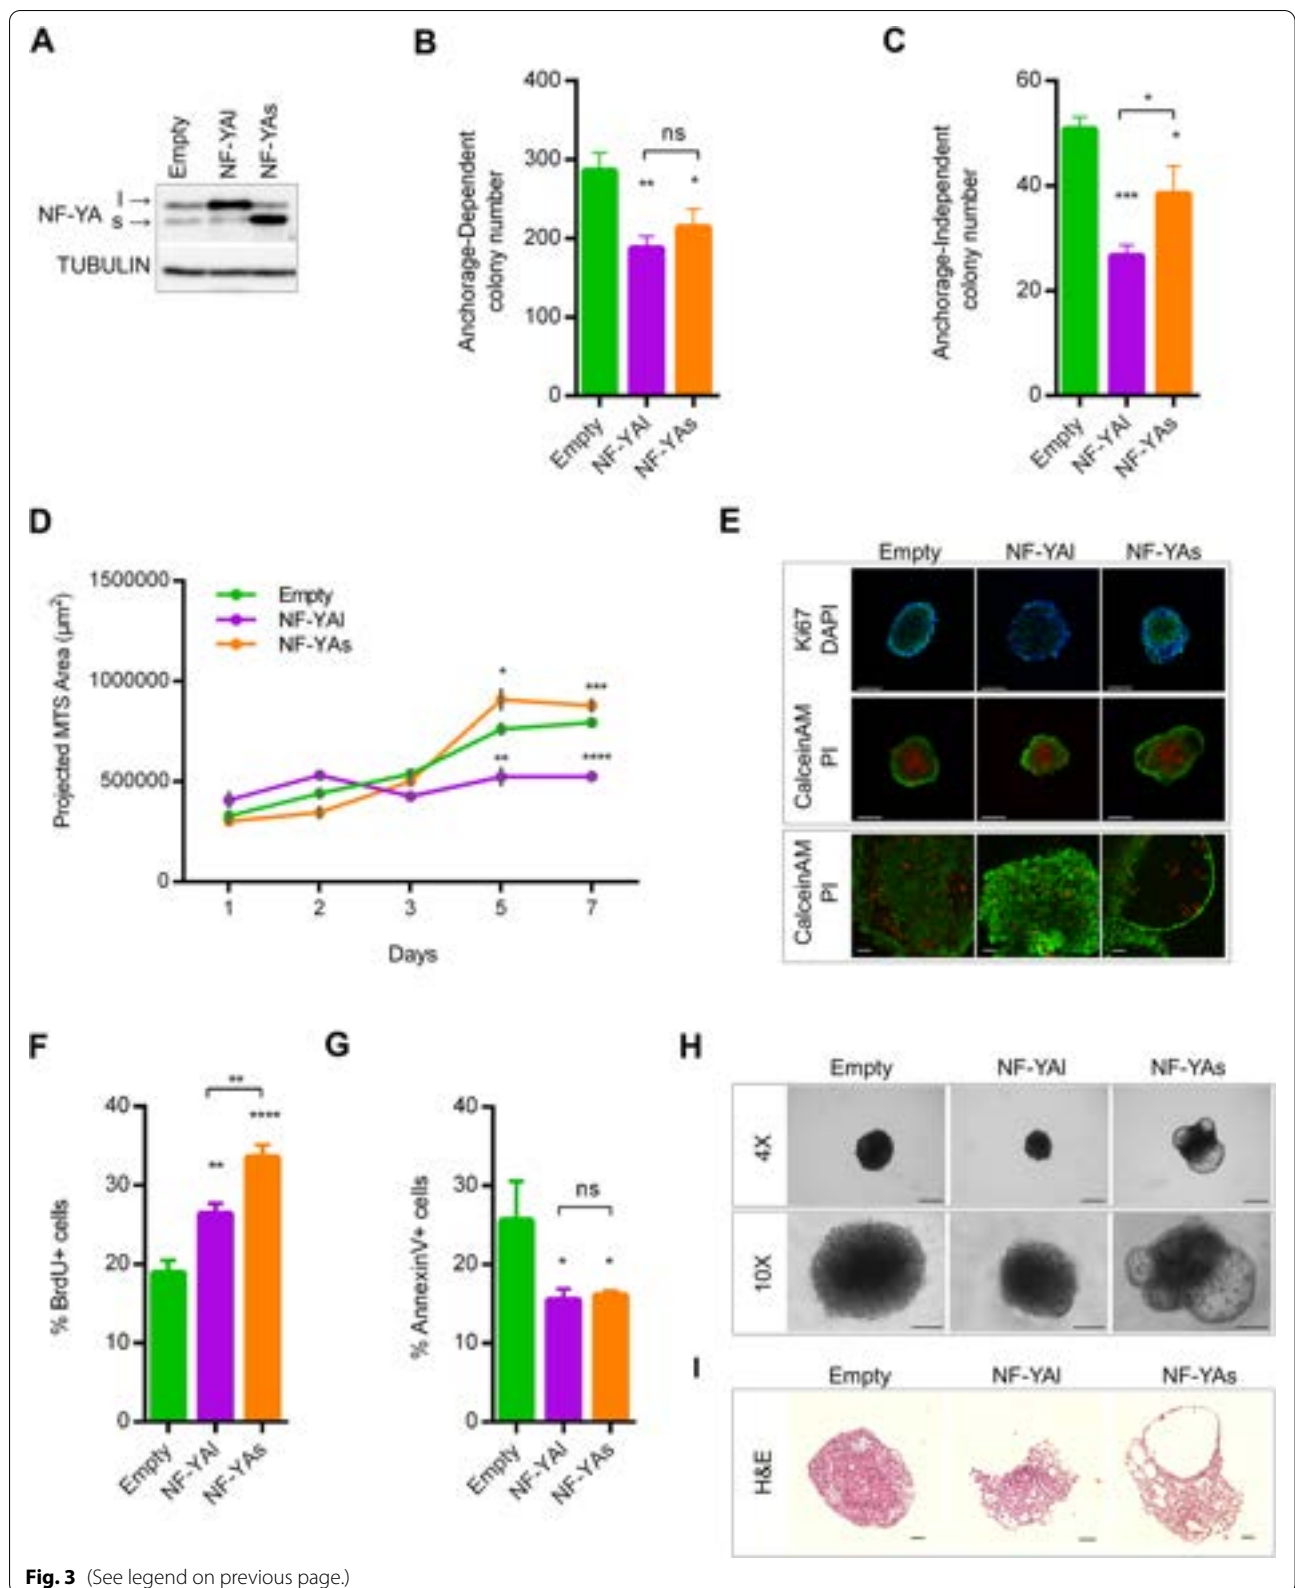 A
Empty
NF-YAl
NF-YAs
NF-YA
l →
s →
TUBULIN
B
Anchorage-Dependent
colony number
400
300
200
100
0
ns
**
*
Empty
NF-YAl
NF-YAs
C
Anchorage-Independent
colony number
60
40
20
0
*
***
*
Empty
NF-YAl
NF-YAs
D
Projected MTS Area (µm²)
1500000
1000000
500000
0
Empty
NF-YAl
NF-YAs
*
***
**
****
1 2 3 5 7
Days
E
Empty NF-YAl NF-YAs
Ki67
DAPI
CalceinAM
PI
CalceinAM
PI
F
% BrdU+ cells
40
30
20
10
0
**
**
****
Empty
NF-YAl
NF-YAs
G
% AnnexinV+ cells
40
30
20
10
0
ns
*
*
Empty
NF-YAl
NF-YAs
H
Empty NF-YAl NF-YAs
4X
10X
I
Empty NF-YAl NF-YAs
H&E
Fig. 3 (See legend on previous page.)